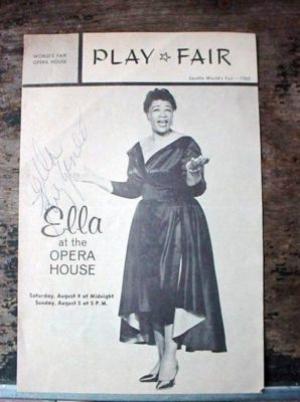 WORLD'S FAIR
OPERA HOUSE
PLAY ☆ FAIR
Seattle World's Fair - 1962
Ella
Ella
at the
OPERA
HOUSE
Saturday, August 4 at Midnight
Sunday, August 5 at 5 P.M.